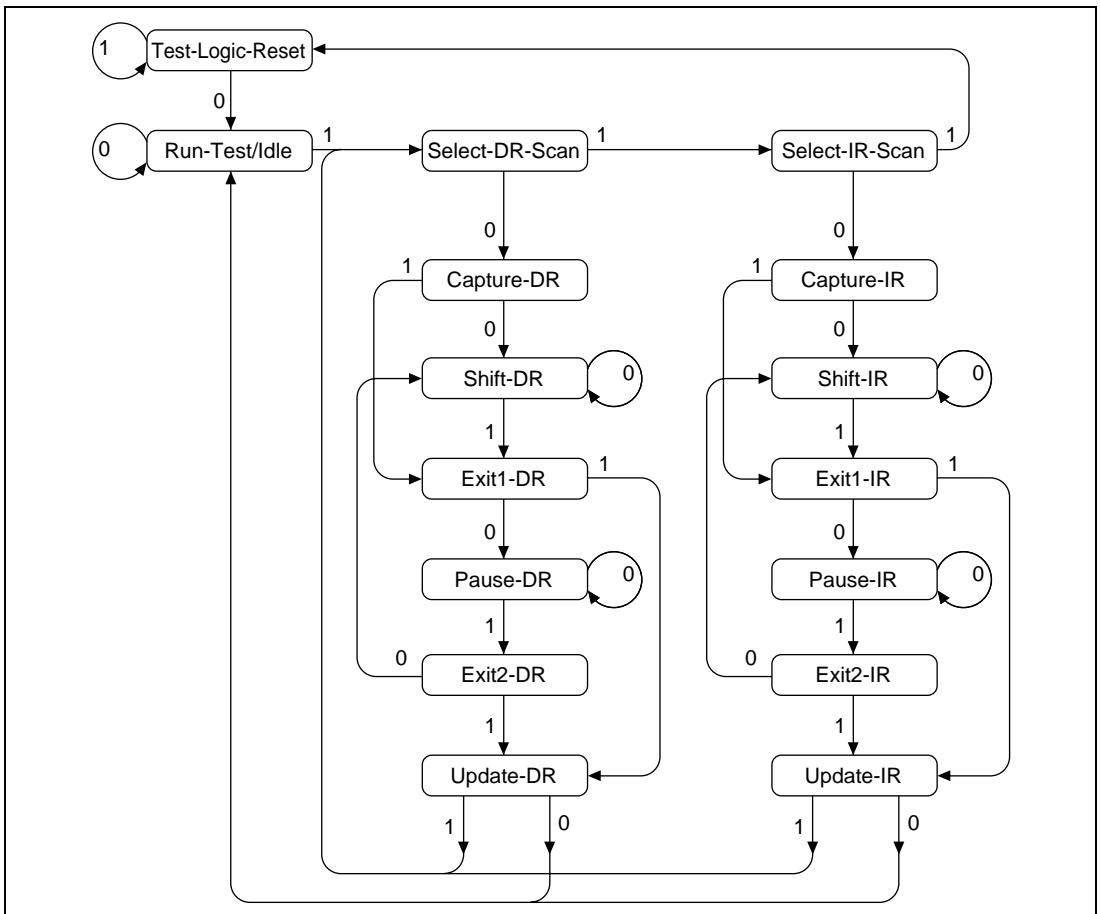 1 Test-Logic-Reset
0
0 Run-Test/Idle 1 Select-DR-Scan 1 Select-IR-Scan 1
0 0
1 Capture-DR 1 Capture-IR
0 0
Shift-DR 0 Shift-IR 0
1 1
Exit1-DR 1 Exit1-IR 1
0 0
Pause-DR 0 Pause-IR 0
1 1
0 Exit2-DR 0 Exit2-IR
1 1
Update-DR Update-IR
1 0 1 0